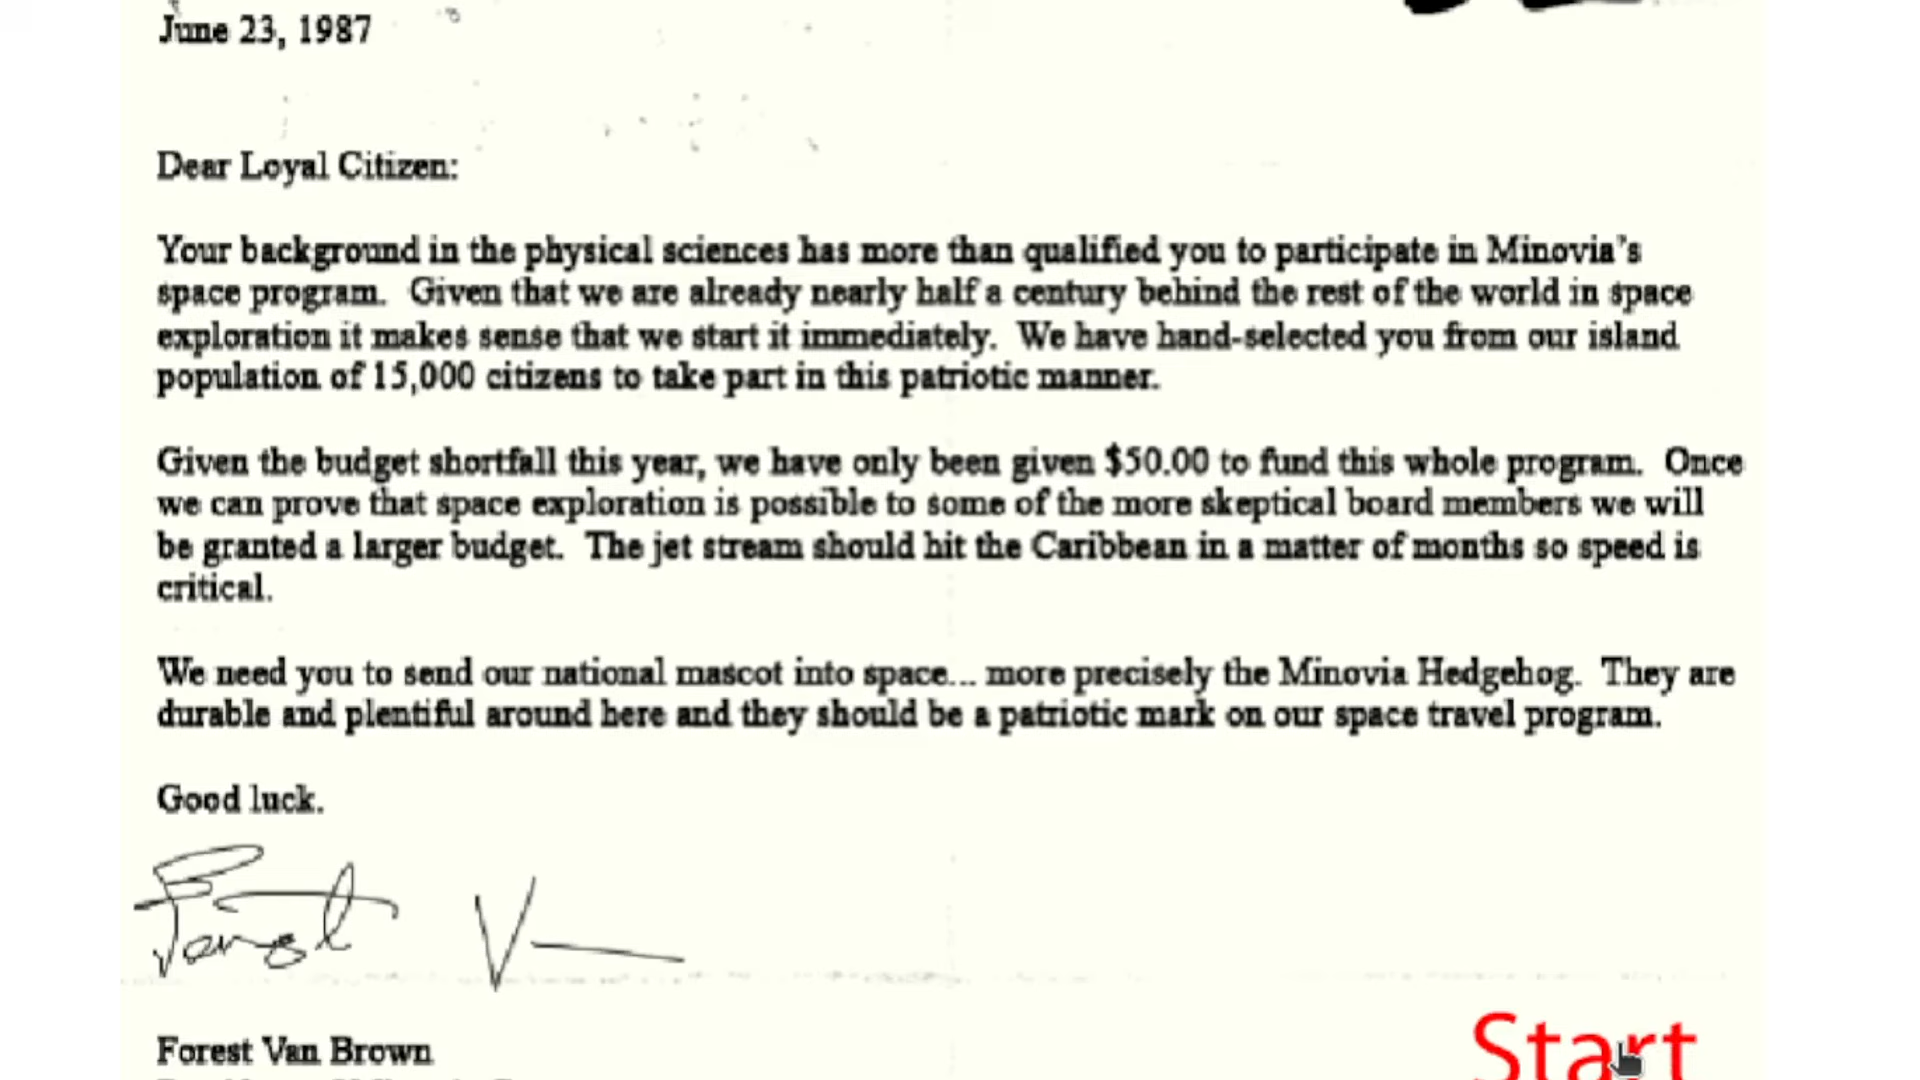 June 23, 1987
Dear Loyal Citizen:
Your background in the physical sciences has more than qualified you to participate in Minovia's
space program. Given that we are already nearly half a century behind the rest of the world in space
exploration it makes sense that we start it immediately. We have hand-selected you from our island
population of 15,000 citizens to take part in this patriotic manner.
Given the budget shortfall this year, we have only been given $50.00 to fund this whole program. Once
we can prove that space exploration is possible to some of the more skeptical board members we will
be granted a larger budget. The jet stream should hit the Caribbean in a matter of months so speed is
critical.
We need you to send our national mascot into space... more precisely the Minovia Hedgehog. They are
durable and plentiful around here and they should be a patriotic mark on our space travel program.
Good luck.
Forest Van Brown
Start